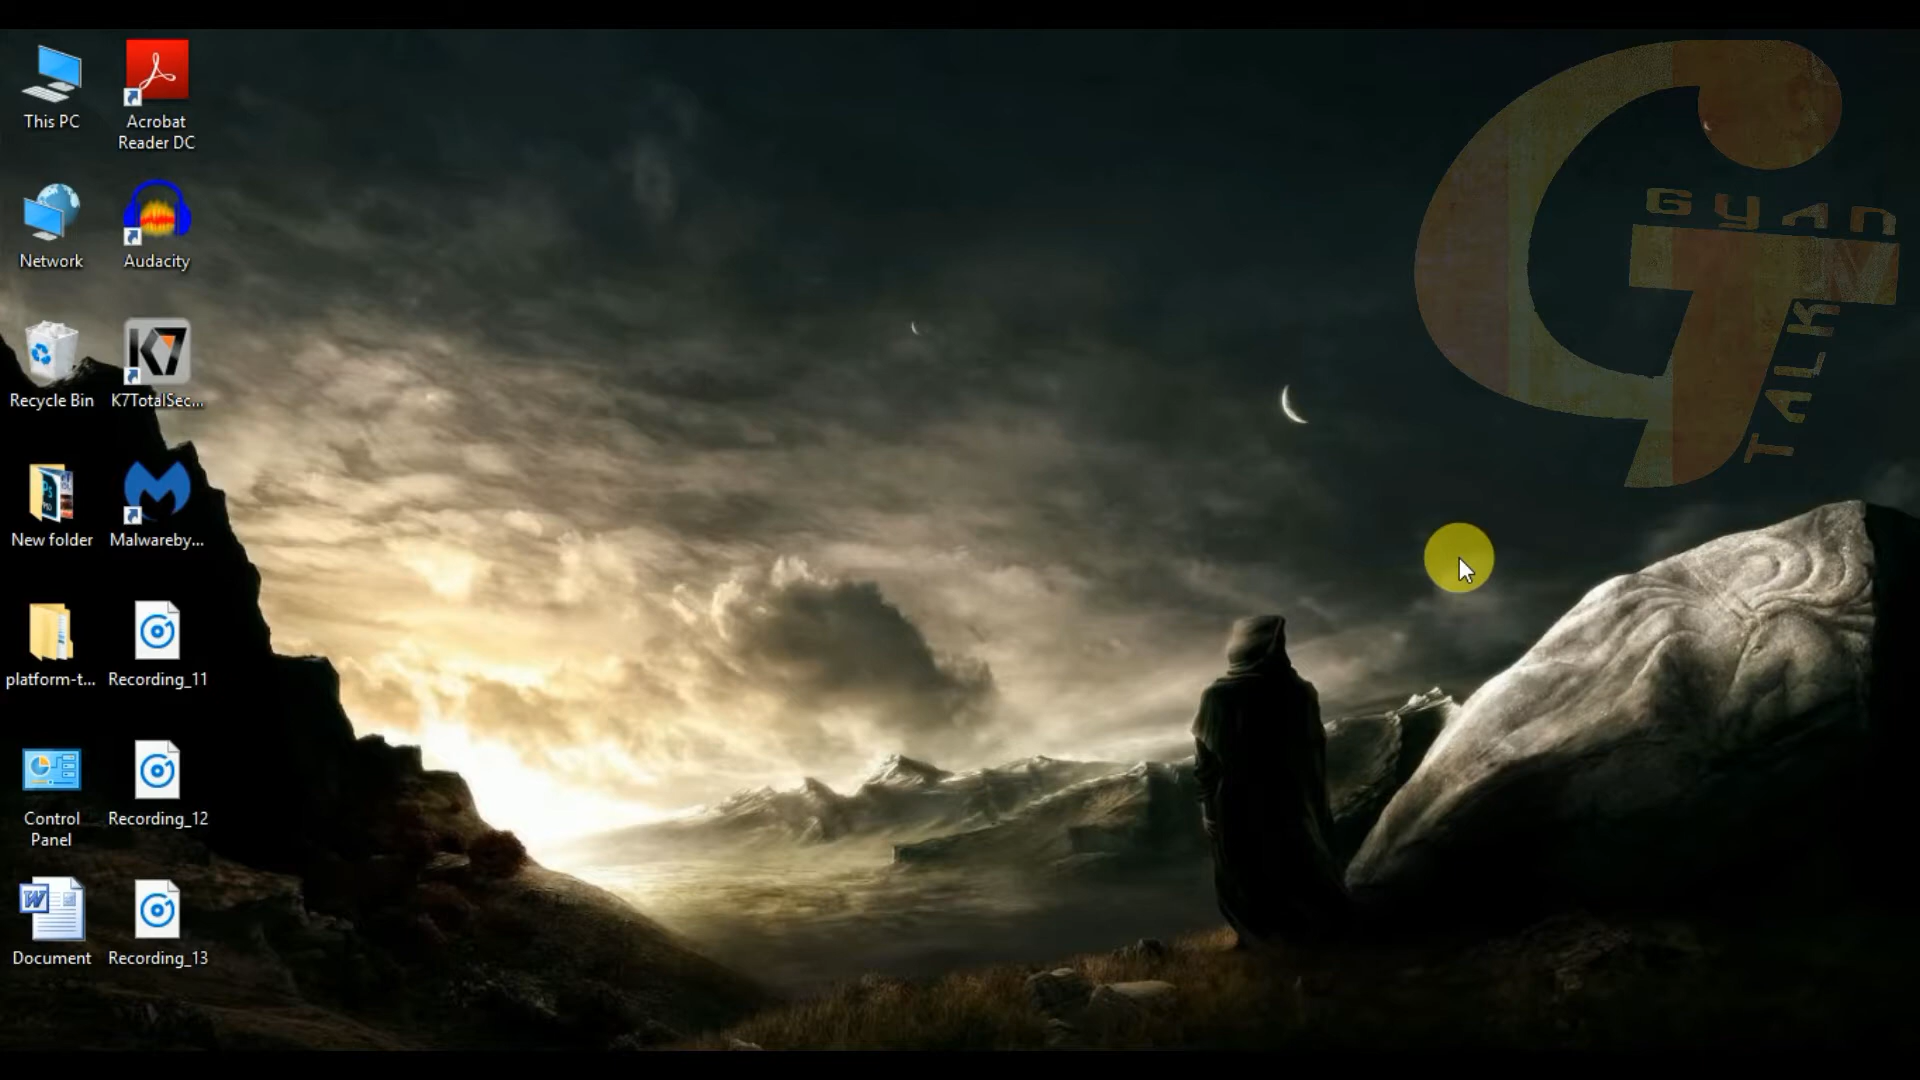 This PC
Acrobat
Reader DC
Network
Audacity
Recycle Bin
K7TotalSec...
New folder
Malwareby...
platform-t...
Recording_11
Control
Panel
Recording_12
Document
Recording_13
GYAN
TALK
K7
W